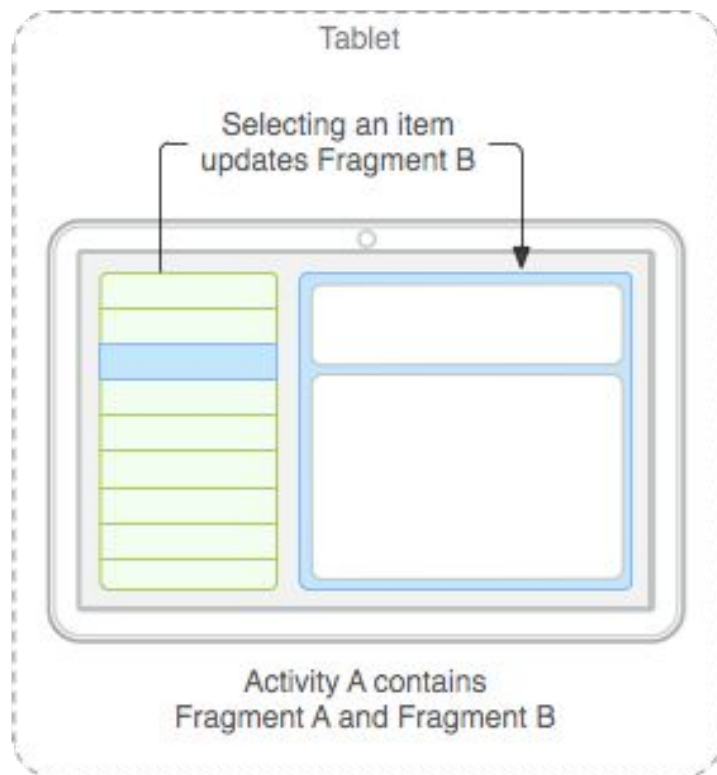 Tablet
Selecting an item
updates Fragment B
Activity A contains
Fragment A and Fragment B